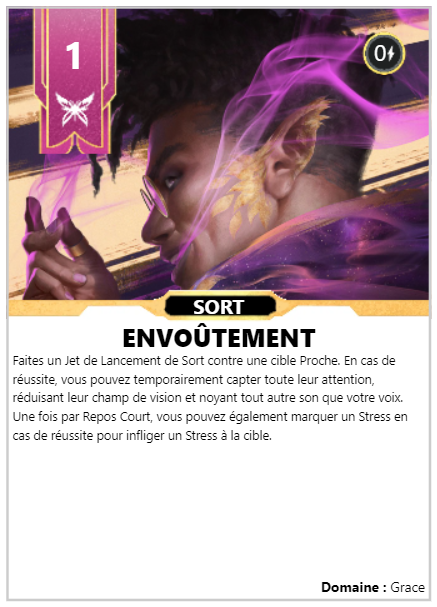 1
0
SORT
ENVOÛTEMENT
Faites un Jet de Lancement de Sort contre une cible Proche. En cas de
réussite, vous pouvez temporairement capter toute leur attention,
réduisant leur champ de vision et noyant tout autre son que votre voix.
Une fois par Repos Court, vous pouvez également marquer un Stress en
cas de réussite pour infliger un Stress à la cible.
Domaine : Grace